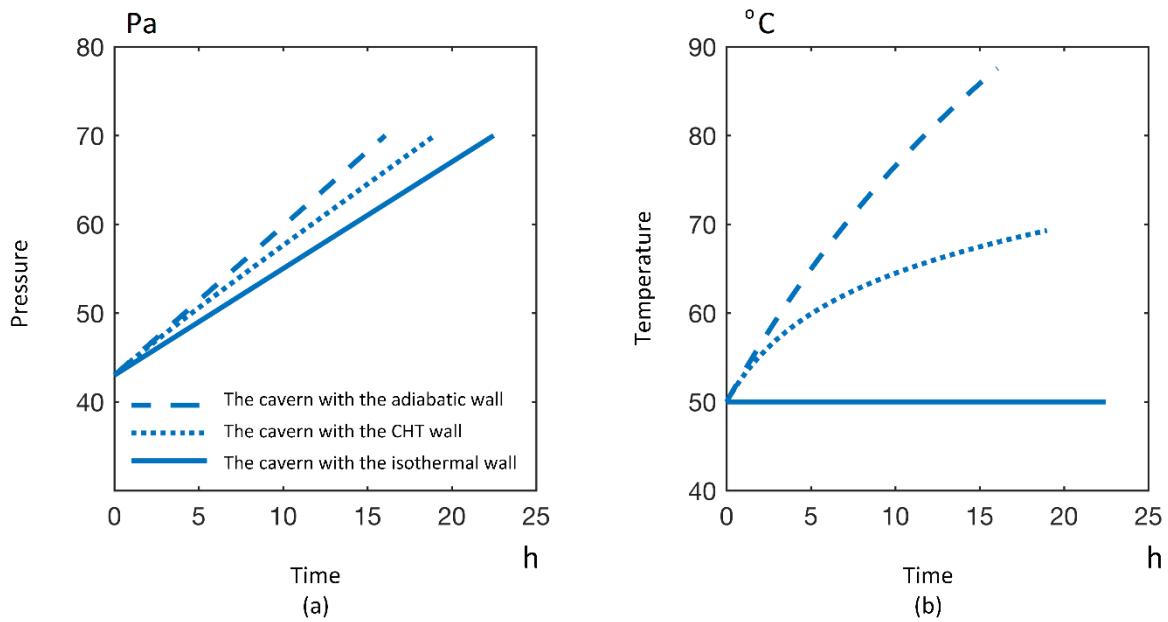 Pa
80
70
60
50
40
Pressure
The cavern with the adiabatic wall
The cavern with the CHT wall
The cavern with the isothermal wall
0 5 10 15 20 25
h
Time
(a)
°C
90
80
70
60
50
40
Temperature
0 5 10 15 20 25
h
Time
(b)